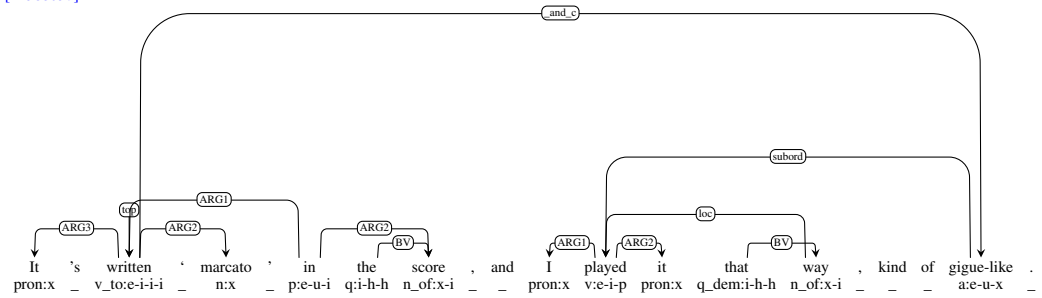 _and_c
subord
ARG1
top loc
ARG3 ARG2 ARG2
BV ARG1 ARG2 BV
It 's written ‘ marcato ’ in the score , and I played it that way , kind of gigue-like .
pron:x _ v_to:e-i-i-i _ n:x _ p:e-u-i q:i-h-h n_of:x-i _ _ pron:x v:e-i-p pron:x q_dem:i-h-h n_of:x-i _ _ _ a:e-u-x _